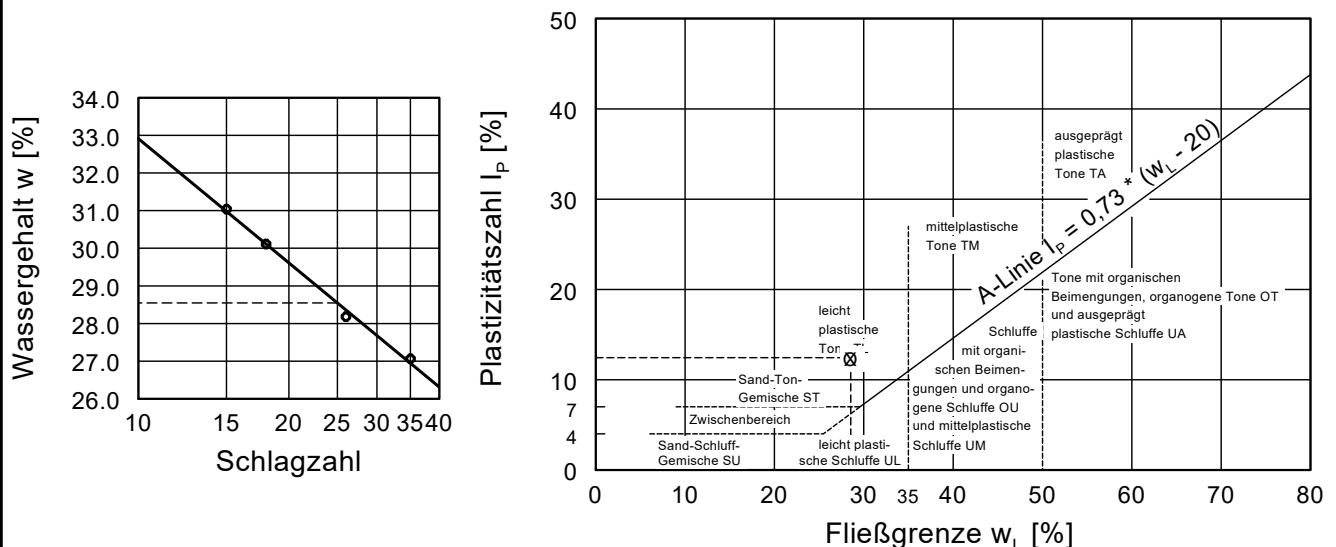 Wassergehalt w [%]
34.0
33.0
32.0
31.0
30.0
29.0
28.0
27.0
26.0
10
15
20
25
30
35
40
Schlagzahl
Plastizitätszahl I_P [%]
50
40
30
20
10
7
4
0
ausgeprägt
plastische
Tone TA
A-Linie I_P = 0,73 * (w_L - 20)
mittelplastische
Tone TM
leicht
plastische
Tone TL
Tone mit organischen
Beimengungen, organogene Tone OT
und ausgeprägt
plastische Schluffe UA
Schluffe
mit organi-
schen Beimen-
gungen und organo-
gene Schluffe OU
und mittelplastische
Schluffe UM
Sand-Ton-
Gemische ST
Zwischenbereich
Sand-Schluff-
Gemische SU
leicht plasti-
sche Schluffe UL
0
10
20
30
35
40
50
60
70
80
Fließgrenze w_L [%]